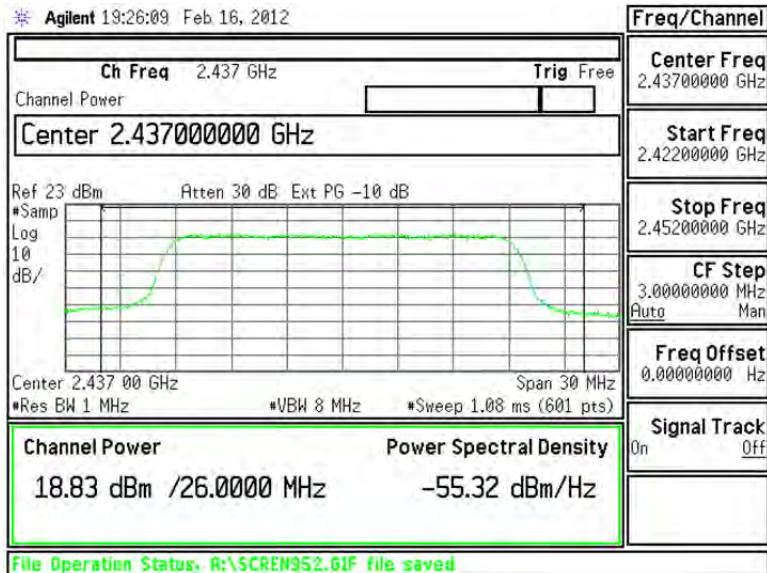 Agilent 19:26:09 Feb 16, 2012
Freq/Channel
Ch Freq 2.437 GHz Trig Free
Channel Power
Center 2.437000000 GHz
Ref 23 dBm Atten 30 dB Ext PG -10 dB
#Samp
Log
10
dB/
Center 2.437 00 GHz Span 30 MHz
#Res BW 1 MHz #VBW 8 MHz #Sweep 1.08 ms (601 pts)
Channel Power Power Spectral Density
18.83 dBm /26.0000 MHz -55.32 dBm/Hz
File Operation Status, A:\SCREN952.GIF file saved
Center Freq
2.43700000 GHz
Start Freq
2.42200000 GHz
Stop Freq
2.45200000 GHz
CF Step
3.00000000 MHz
Auto Man
Freq Offset
0.00000000 Hz
Signal Track
On Off